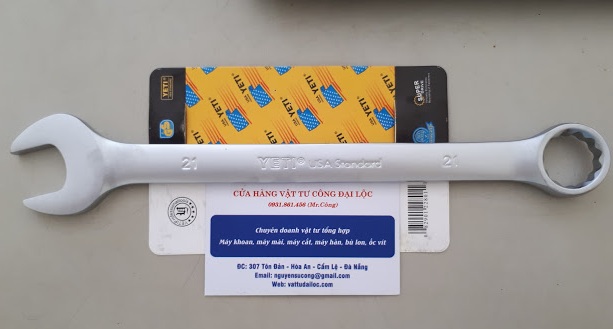 YETI
SUPER
21
YETI® USA Standard
21
CỬA HÀNG VẬT TƯ CÔNG ĐẠI LỘC
0931.861.456 (Mr.Công)
Chuyên doanh vật tư tổng hợp
Máy khoan, máy mài, máy cắt, máy hàn, bù lon, ốc vít
ĐC: 307 Tôn Đản - Hòa An - Cẩm Lệ - Đà Nẵng
Email: nguyensucong@gmail.com
Web: vattudailoc.com